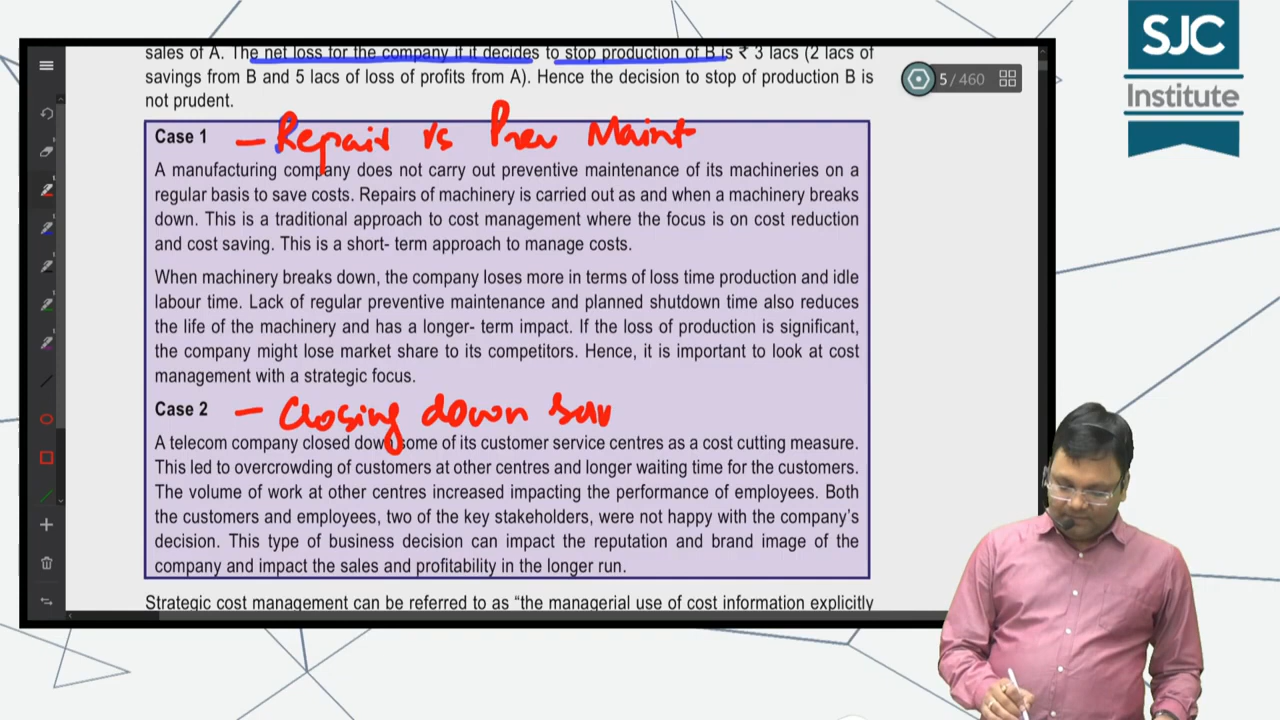 SJC
Institute
5 / 460
sales of A. The net loss for the company if it decides to stop production of B is ₹ 3 lacs (2 lacs of
savings from B and 5 lacs of loss of profits from A). Hence the decision to stop of production B is
not prudent.
Case 1 – Repair vs Prev Maint
A manufacturing company does not carry out preventive maintenance of its machineries on a
regular basis to save costs. Repairs of machinery is carried out as and when a machinery breaks
down. This is a traditional approach to cost management where the focus is on cost reduction
and cost saving. This is a short- term approach to manage costs.
When machinery breaks down, the company loses more in terms of loss time production and idle
labour time. Lack of regular preventive maintenance and planned shutdown time also reduces
the life of the machinery and has a longer- term impact. If the loss of production is significant,
the company might lose market share to its competitors. Hence, it is important to look at cost
management with a strategic focus.
Case 2 – Closing down
A telecom company closed down some of its customer service centres as a cost cutting measure.
This led to overcrowding of customers at other centres and longer waiting time for the customers.
The volume of work at other centres increased impacting the performance of employees. Both
the customers and employees, two of the key stakeholders, were not happy with the company's
decision. This type of business decision can impact the reputation and brand image of the
company and impact the sales and profitability in the longer run.
Strategic cost management can be referred to as “the managerial use of cost information explicitly